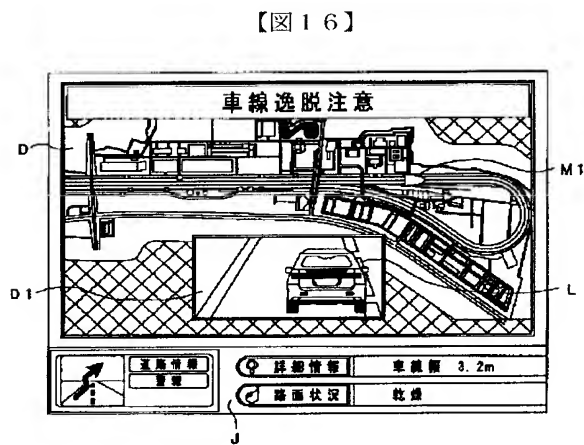 【図16】
車線逸脱注意
D
M1
D1
L
道路情報
警報
詳細情報 車線幅 3.2m
路面状況 乾燥
J